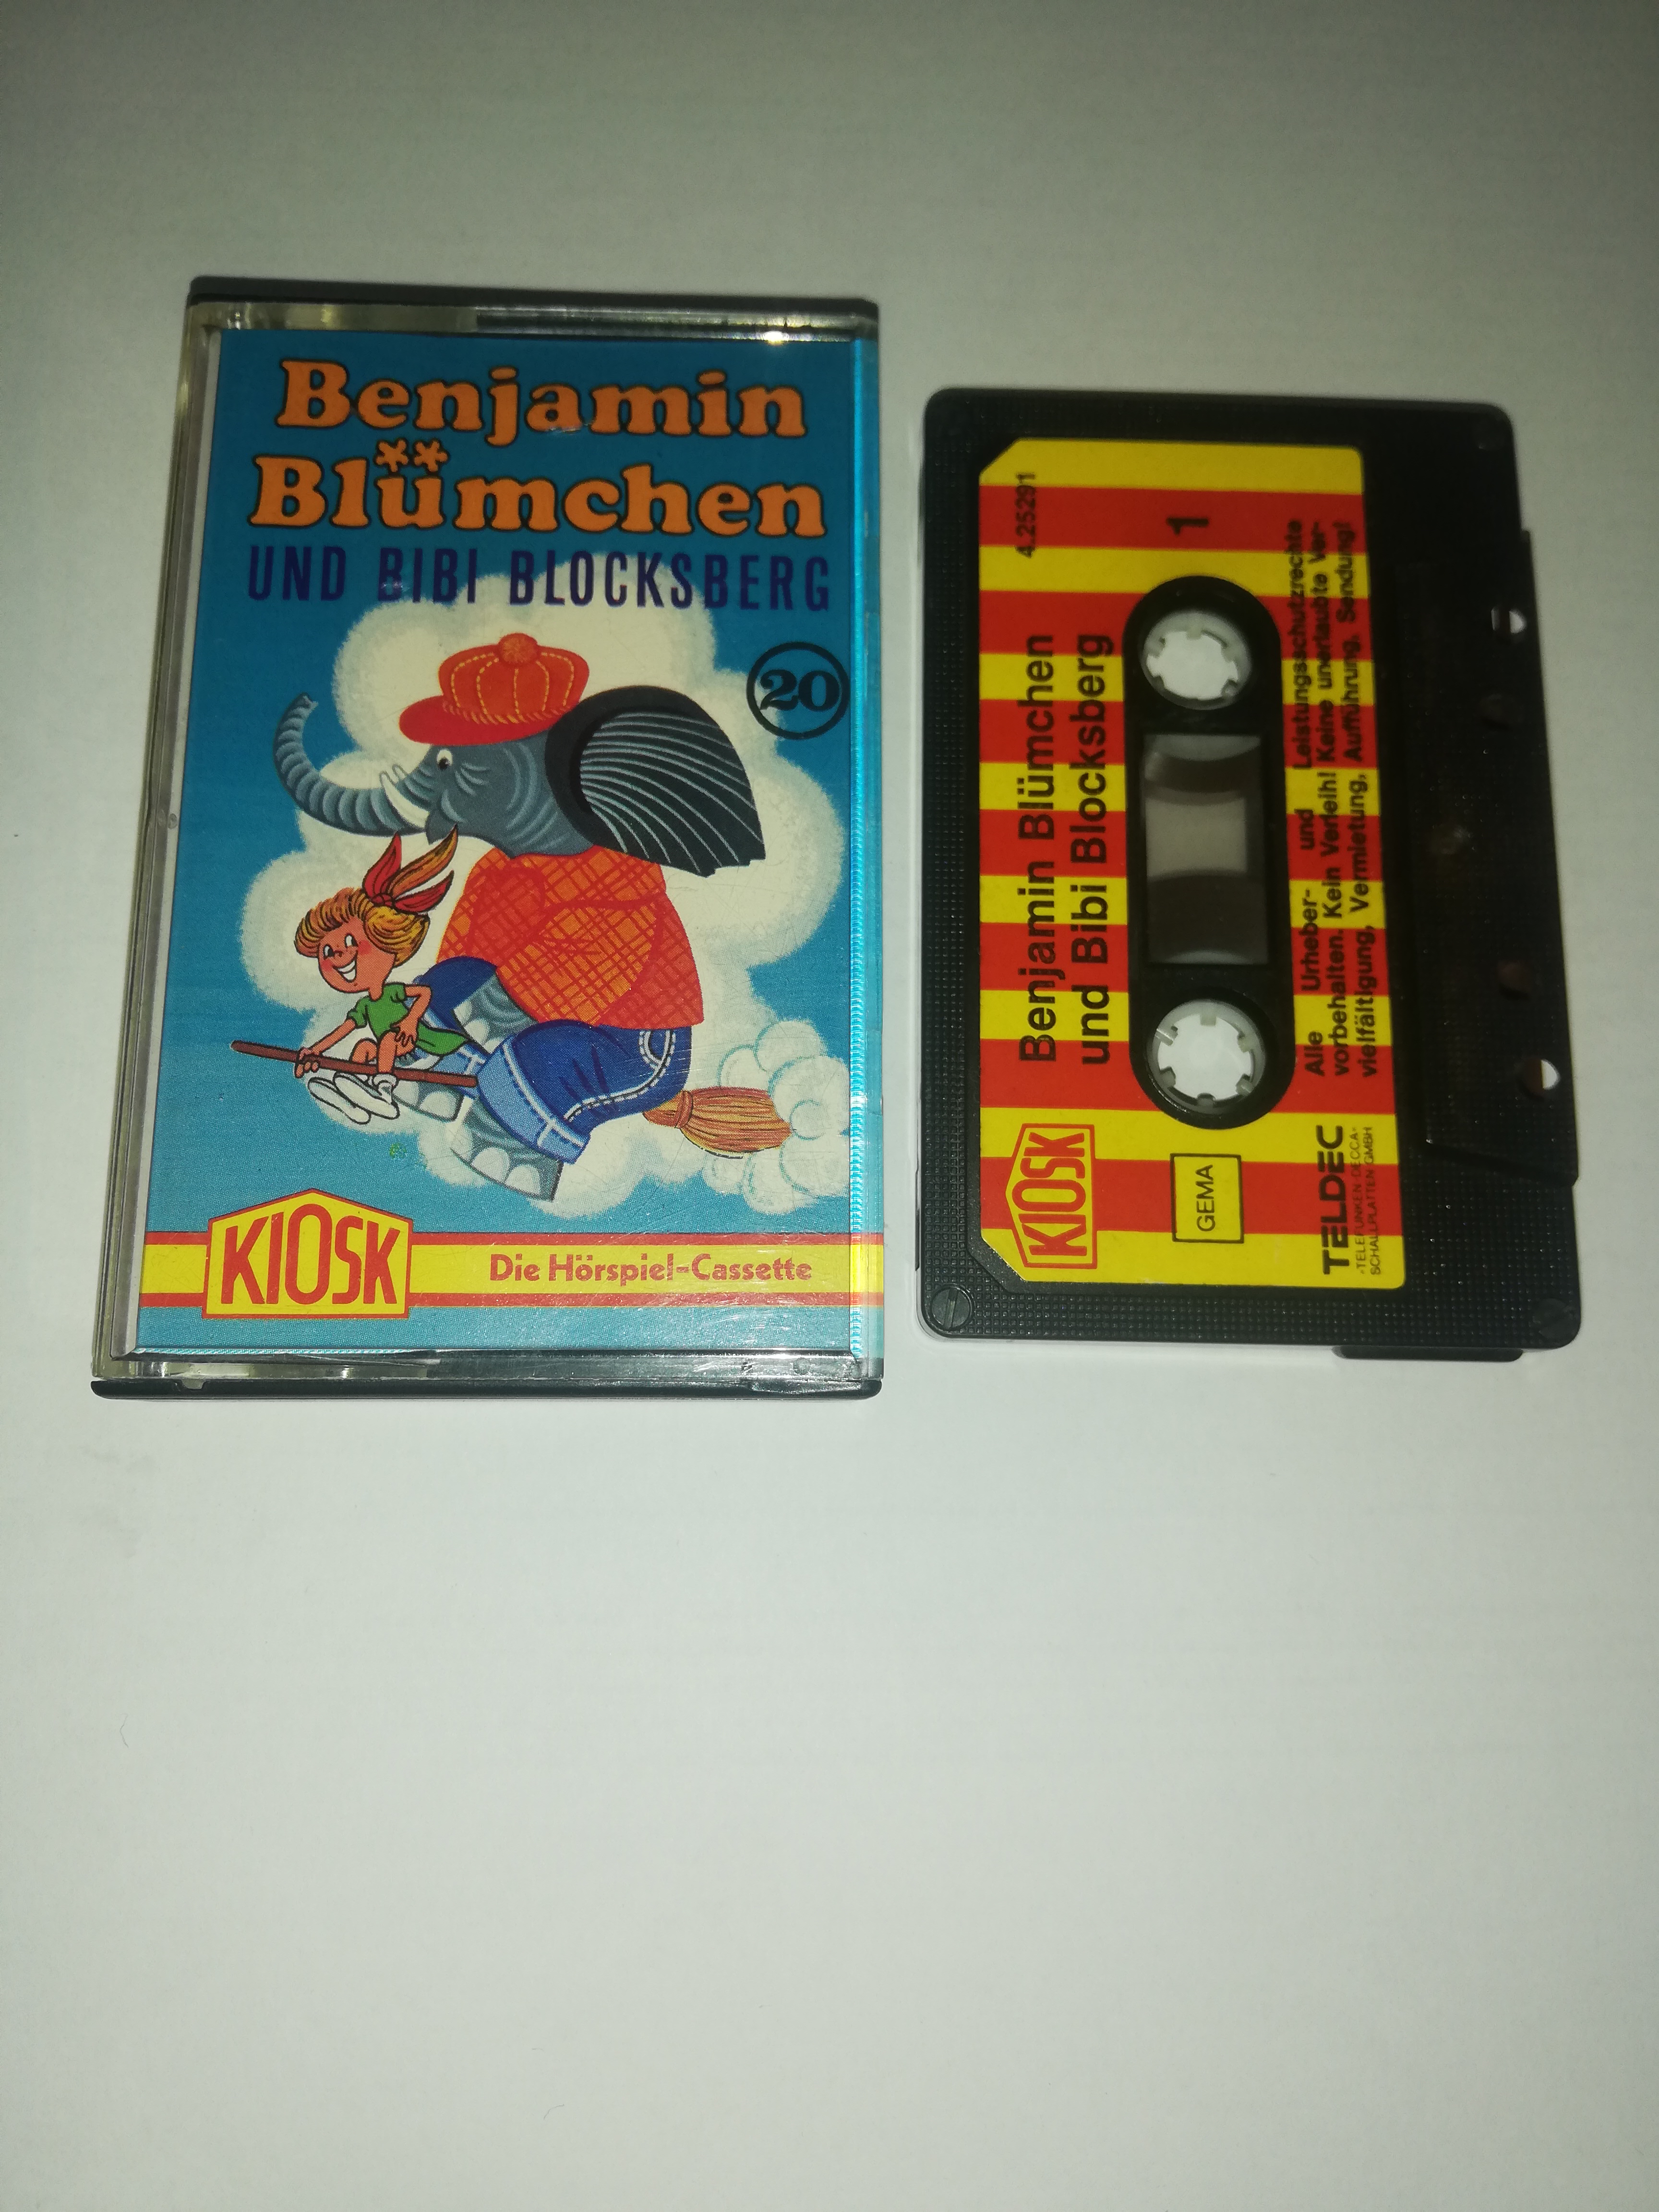 Benjamin
Blümchen
UND BIBI BLOCKSBERG
20
KIOSK
Die Hörspiel-Cassette
4.25291
Benjamin Blümchen
und Bibi Blocksberg
1
KIOSK
GEMA
Alle Urheber- und Leistungsschutzrechte
vorbehalten. Kein Verleih! Keine unerlaubte Ver-
vielfältigung, Vermietung, Aufführung, Sendung!
TELDEC
»TELEFUNKEN-DECCA«
SCHALLPLATTEN GMBH